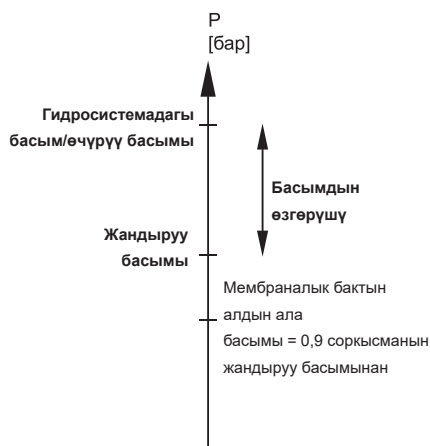 P
[бар]
Гидросистемадагы
басым/өчүрүү басымы
Басымдын
өзгөрүшү
Жандыруу
басымы
Мембраналык бактын
алдын ала
басымы = 0,9 соркысманын
жандыруу басымынан